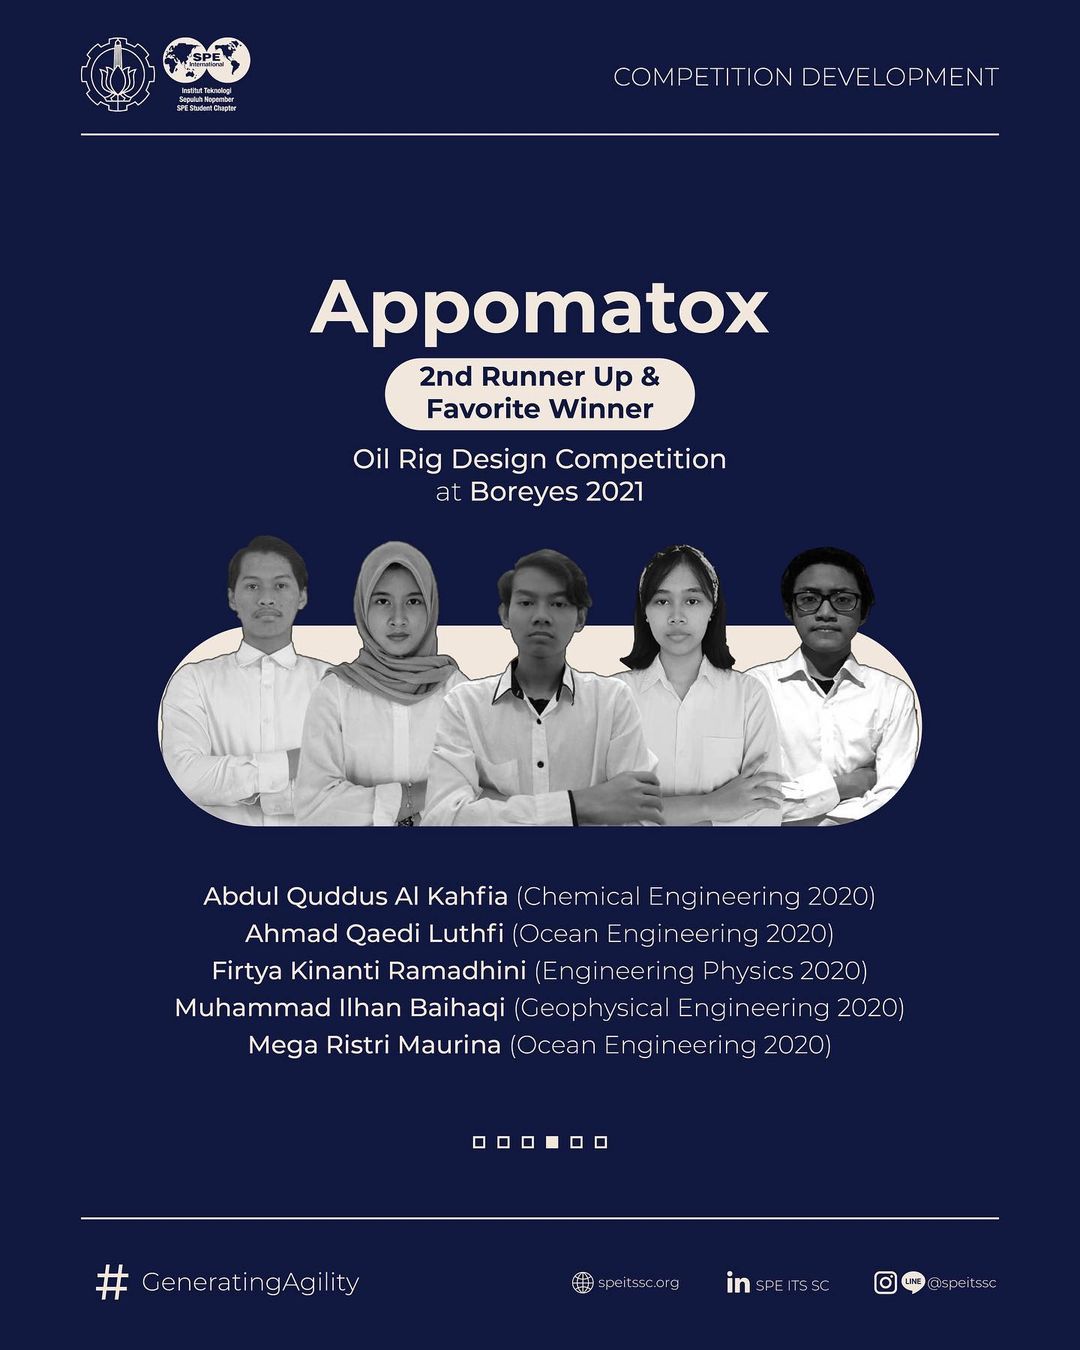 SPE
International
Institut Teknologi
Sepuluh Nopember
SPE Student Chapter
COMPETITION DEVELOPMENT
Appomatox
2nd Runner Up &
Favorite Winner
Oil Rig Design Competition
at Boreyes 2021
Abdul Quddus Al Kahfia (Chemical Engineering 2020)
Ahmad Qaedi Luthfi (Ocean Engineering 2020)
Firtya Kinanti Ramadhini (Engineering Physics 2020)
Muhammad Ilhan Baihaqi (Geophysical Engineering 2020)
Mega Ristri Maurina (Ocean Engineering 2020)
# GeneratingAgility
speitssc.org
in SPE ITS SC
LINE @speitssc